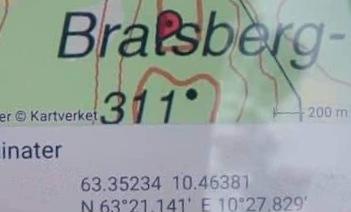 Bratsberg-
311
er © Kartverket
200 m
inater
63.35234 10.46381
N 63°21.141' E 10°27.829'